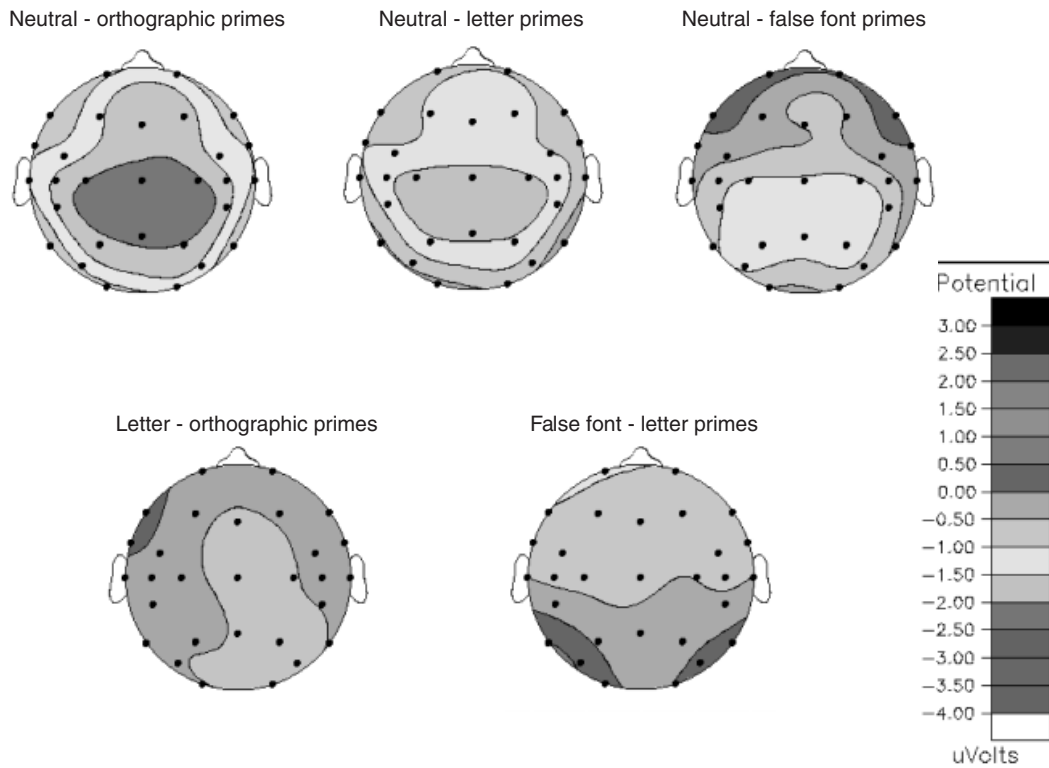 Neutral - orthographic primes
Neutral - letter primes
Neutral - false font primes
Potential
3.00
2.50
2.00
1.50
1.00
0.50
0.00
−0.50
−1.00
−1.50
−2.00
−2.50
−3.00
−3.50
−4.00
uVolts
Letter - orthographic primes
False font - letter primes